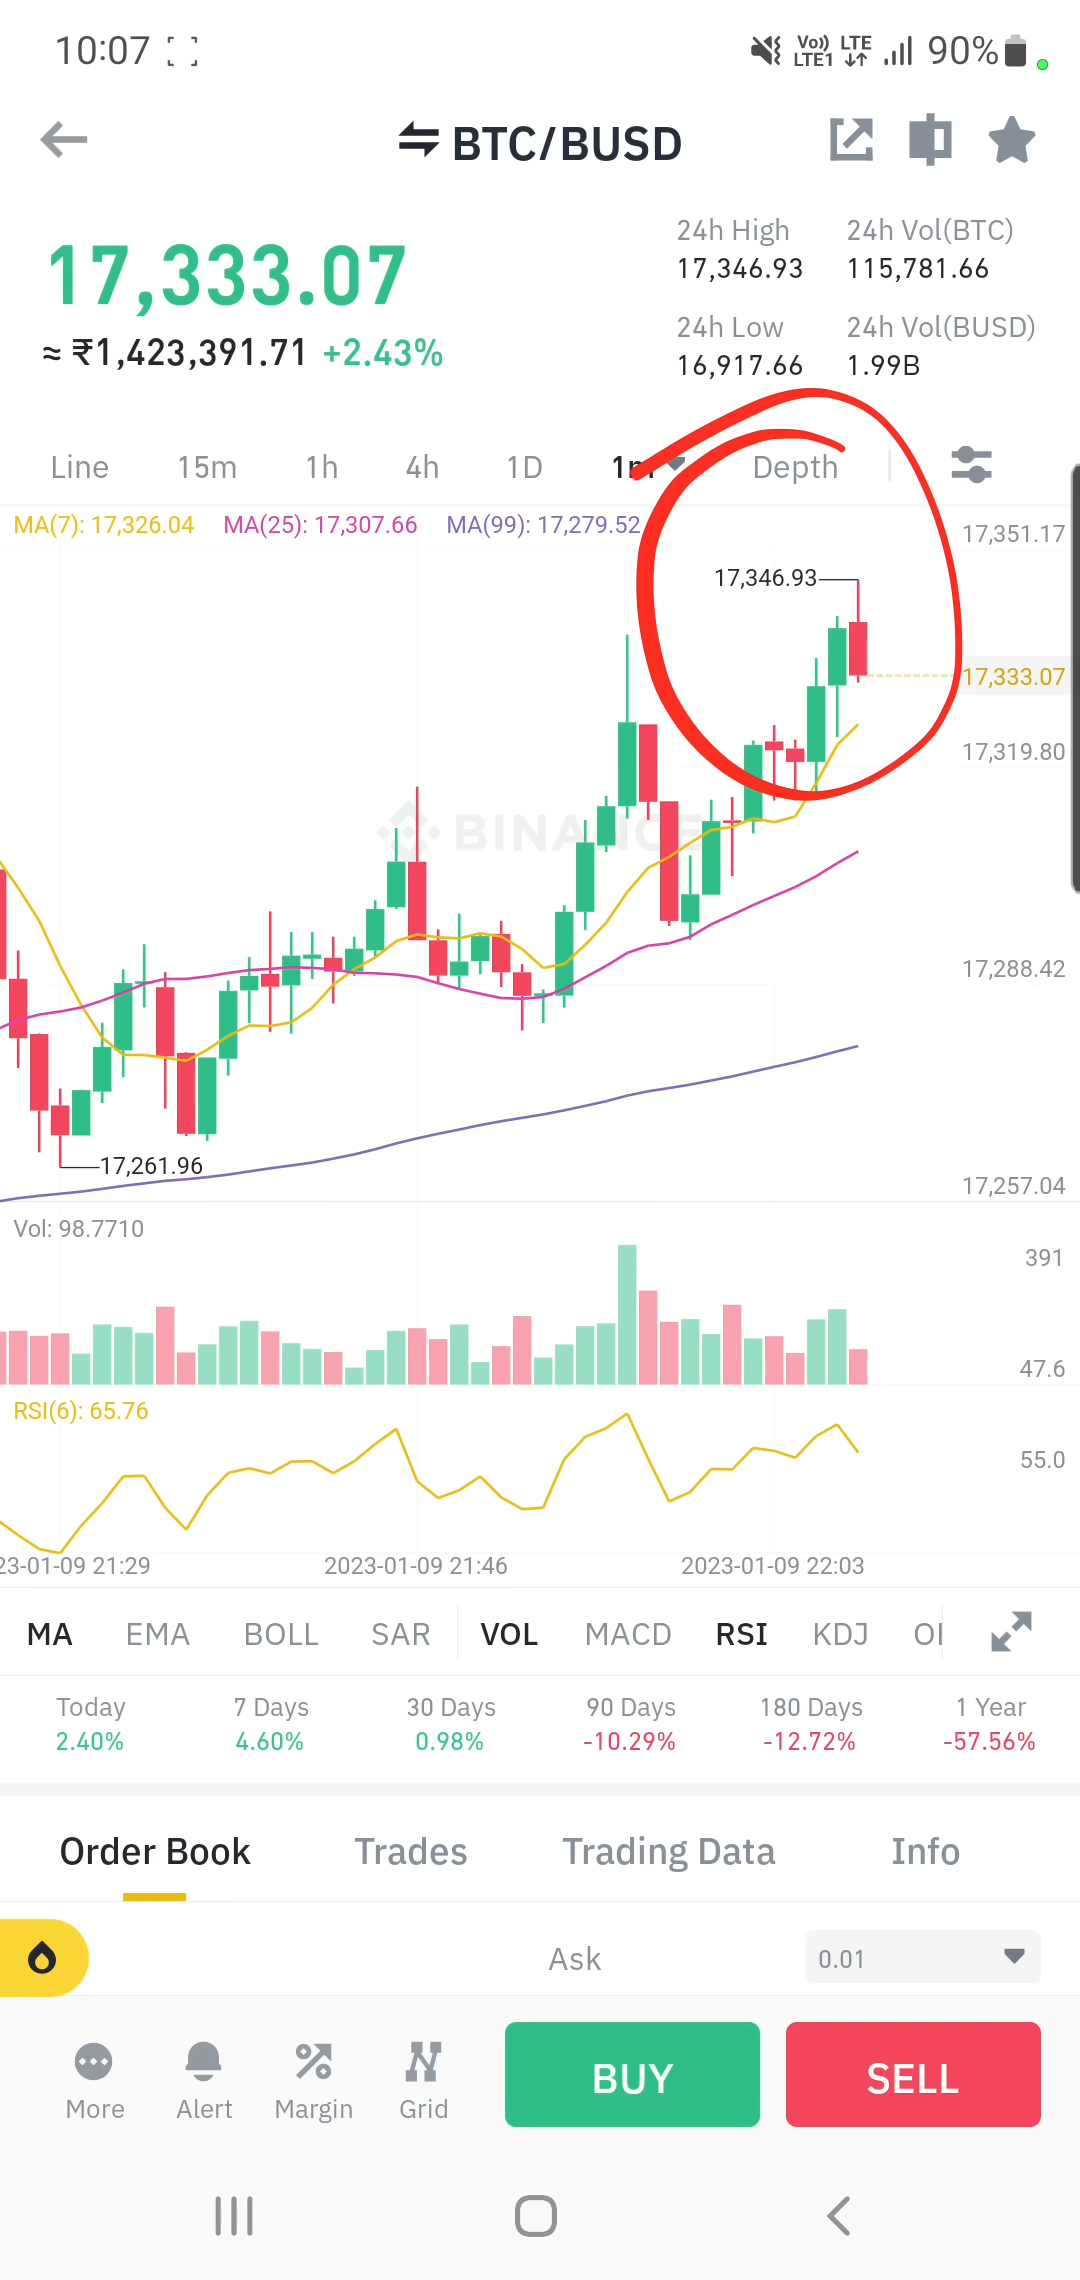 10:07 Vo)) LTE1 LTE 90%
BTC/BUSD
17,333.07
≈ ₹1,423,391.71 +2.43%
24h High 24h Vol(BTC)
17,346.93 115,781.66
24h Low 24h Vol(BUSD)
16,917.66 1.99B
Line 15m 1h 4h 1D 1m Depth
MA(7): 17,326.04 MA(25): 17,307.66 MA(99): 17,279.52
17,351.17
17,346.93
17,333.07
17,319.80
BINANCE
17,288.42
17,261.96
17,257.04
Vol: 98.7710
391
47.6
RSI(6): 65.76
55.0
23-01-09 21:29 2023-01-09 21:46 2023-01-09 22:03
MA EMA BOLL SAR VOL MACD RSI KDJ
Today 7 Days 30 Days 90 Days 180 Days 1 Year
2.40% 4.60% 0.98% -10.29% -12.72% -57.56%
Order Book Trades Trading Data Info
Ask 0.01
More Alert Margin Grid BUY SELL